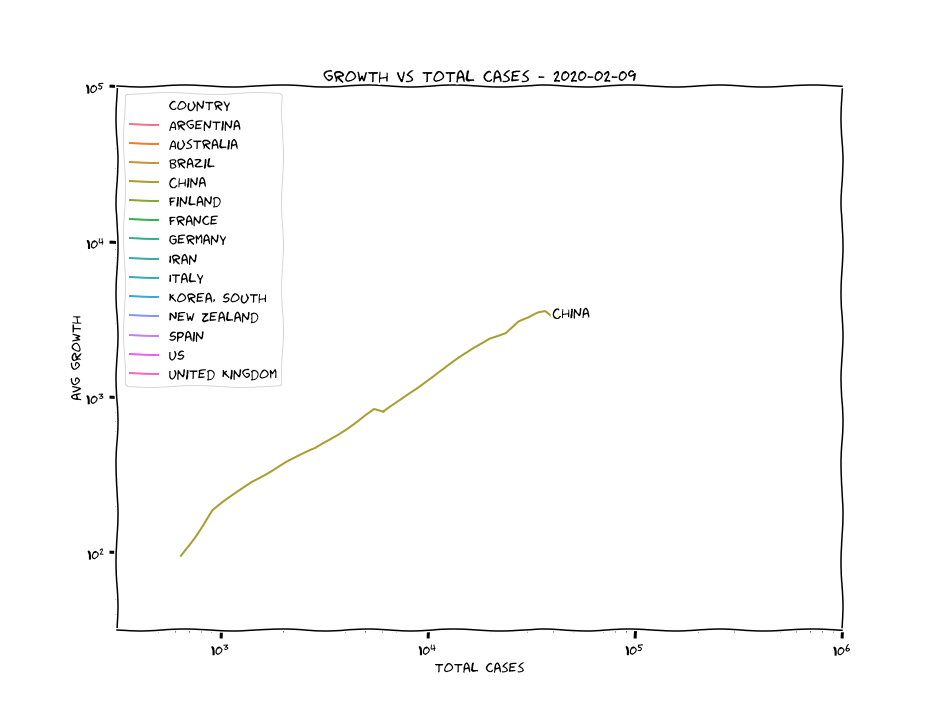 GROWTH VS TOTAL CASES - 2020-02-09
10⁵
10⁴
10³
10²
AVG GROWTH
COUNTRY
ARGENTINA
AUSTRALIA
BRAZIL
CHINA
FINLAND
FRANCE
GERMANY
IRAN
ITALY
KOREA, SOUTH
NEW ZEALAND
SPAIN
US
UNITED KINGDOM
CHINA
10³ 10⁴ 10⁵ 10⁶
TOTAL CASES